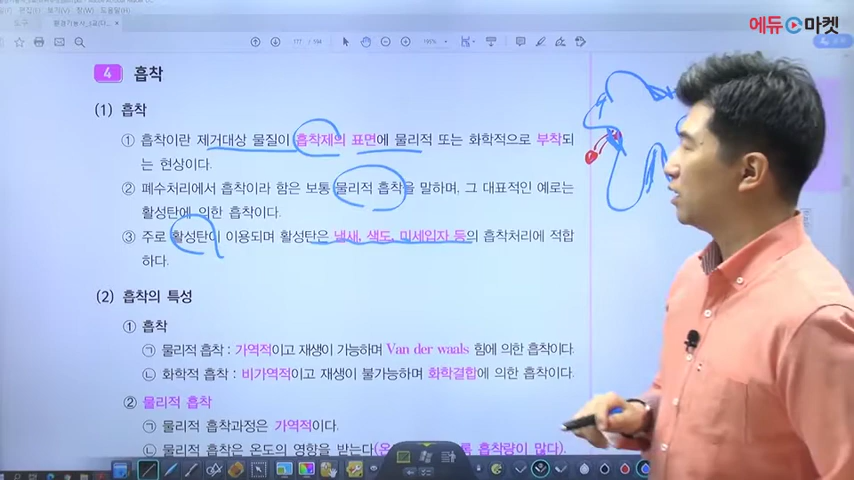 에듀마켓
177 / 194
195%
4 흡착
(1) 흡착
① 흡착이란 제거대상 물질이 흡착제의 표면에 물리적 또는 화학적으로 부착되
는 현상이다.
② 폐수처리에서 흡착이라 함은 보통 물리적 흡착을 말하며, 그 대표적인 예로는
활성탄에 의한 흡착이다.
③ 주로 활성탄이 이용되며 활성탄은 냄새, 색도, 미세입자 등의 흡착처리에 적합
하다.
(2) 흡착의 특성
① 흡착
㉠ 물리적 흡착 : 가역적이고 재생이 가능하며 Van der waals 힘에 의한 흡착이다.
㉡ 화학적 흡착 : 비가역적이고 재생이 불가능하며 화학결합에 의한 흡착이다.
② 물리적 흡착
㉠ 물리적 흡착과정은 가역적이다.
㉡ 물리적 흡착은 온도의 영향을 받는다(온 록 흡착량이 많다).